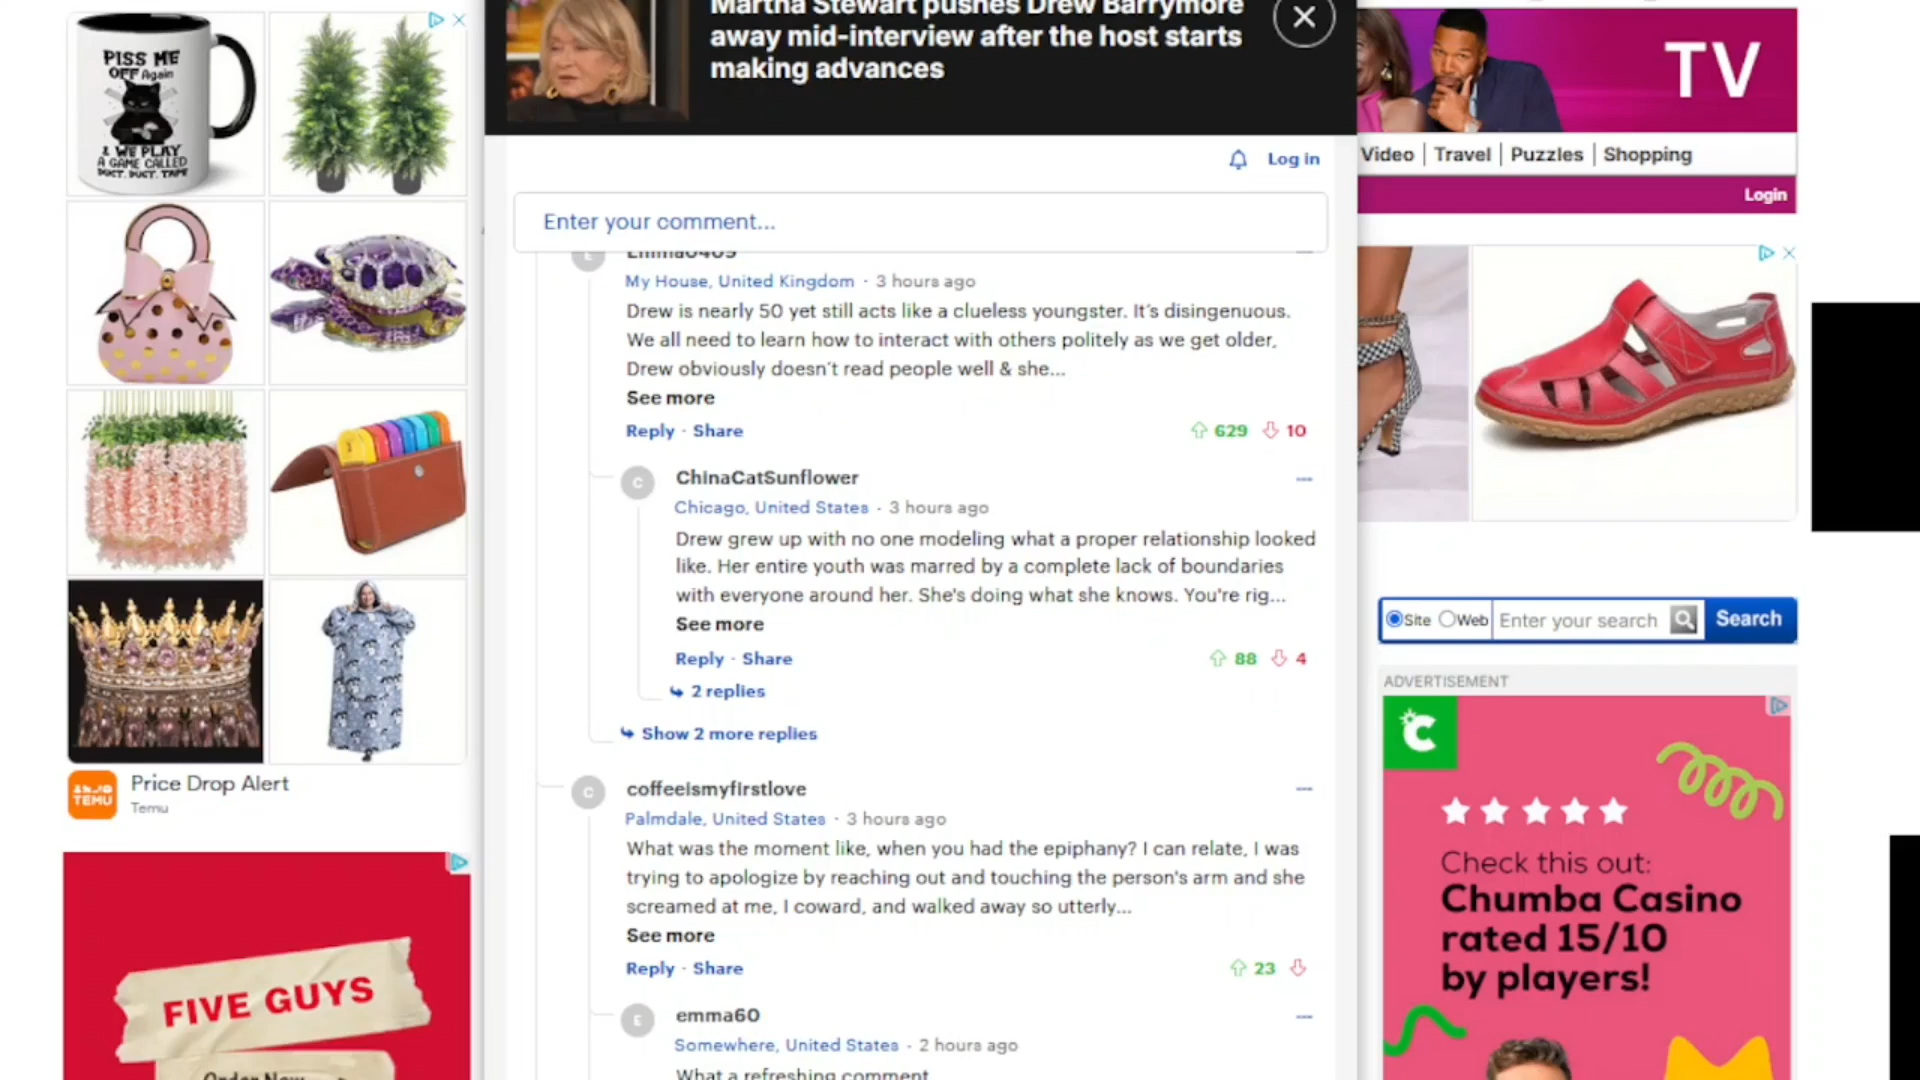 PISS ME
OFF Again
& WE PLAY
A GAME CALLED
DUCT. DUCT. TAPE
Price Drop Alert
TEMU
Temu
FIVE GUYS
Order Now
Martha Stewart pushes Drew Barrymore
away mid-interview after the host starts
making advances
Log in
Enter your comment...
E
Emma0409
My House, United Kingdom · 3 hours ago
Drew is nearly 50 yet still acts like a clueless youngster. It's disingenuous.
We all need to learn how to interact with others politely as we get older,
Drew obviously doesn't read people well & she...
See more
Reply · Share
629 10
C
ChinaCatSunflower
Chicago, United States · 3 hours ago
Drew grew up with no one modeling what a proper relationship looked
like. Her entire youth was marred by a complete lack of boundaries
with everyone around her. She's doing what she knows. You're rig...
See more
Reply · Share
88 4
2 replies
Show 2 more replies
C
coffeeismyfirstlove
Palmdale, United States · 3 hours ago
What was the moment like, when you had the epiphany? I can relate, I was
trying to apologize by reaching out and touching the person's arm and she
screamed at me, I coward, and walked away so utterly...
See more
Reply · Share
23
E
emma60
Somewhere, United States · 2 hours ago
What a refreshing comment
TV
Video | Travel | Puzzles | Shopping
Login
Site Web Enter your search Search
ADVERTISEMENT
C
Check this out:
Chumba Casino
rated 15/10
by players!